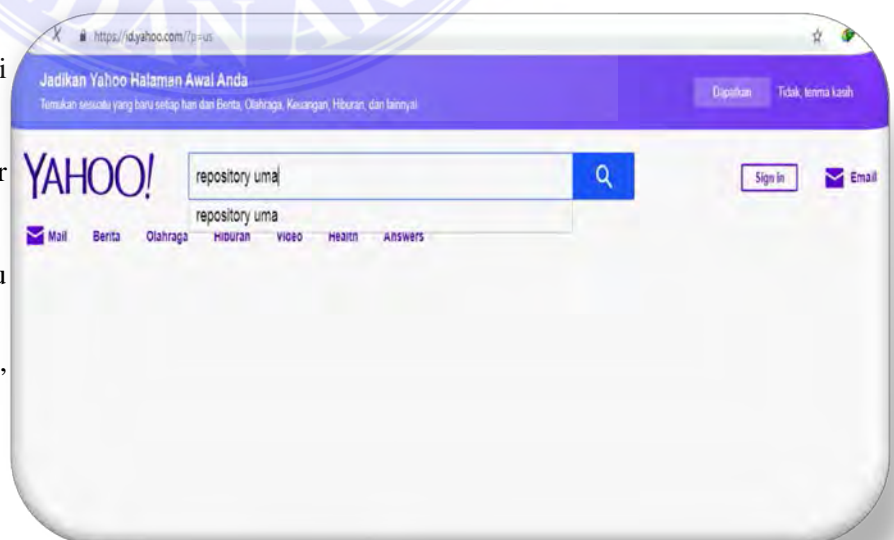 DANAR
https://id.yahoo.com/?p=us
i
Jadikan Yahoo Halaman Awal Anda
Temukan sesuatu yang baru setiap hari dari Berita, Olahraga, Keuangan, Hiburan, dan lainnya!
Dapatkan Tidak, terima kasih
r
YAHOO! repository uma Sign in Email
repository uma
Mail Berita Olahraga Hiburan Video Health Answers
u
,